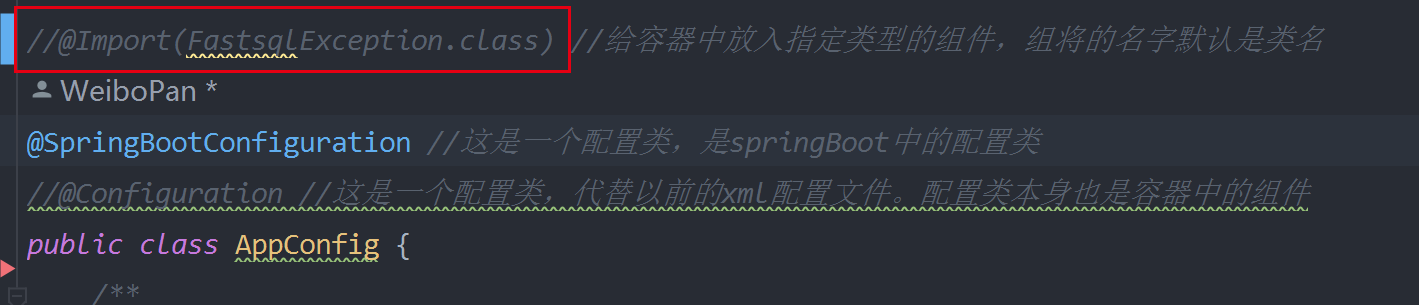 //@Import(FastsqlException.class) //给容器中放入指定类型的组件，组将的名字默认是类名
WeiboPan *
@SpringBootConfiguration //这是一个配置类，是springBoot中的配置类
//@Configuration //这是一个配置类，代替以前的xml配置文件。配置类本身也是容器中的组件
public class AppConfig {
/**